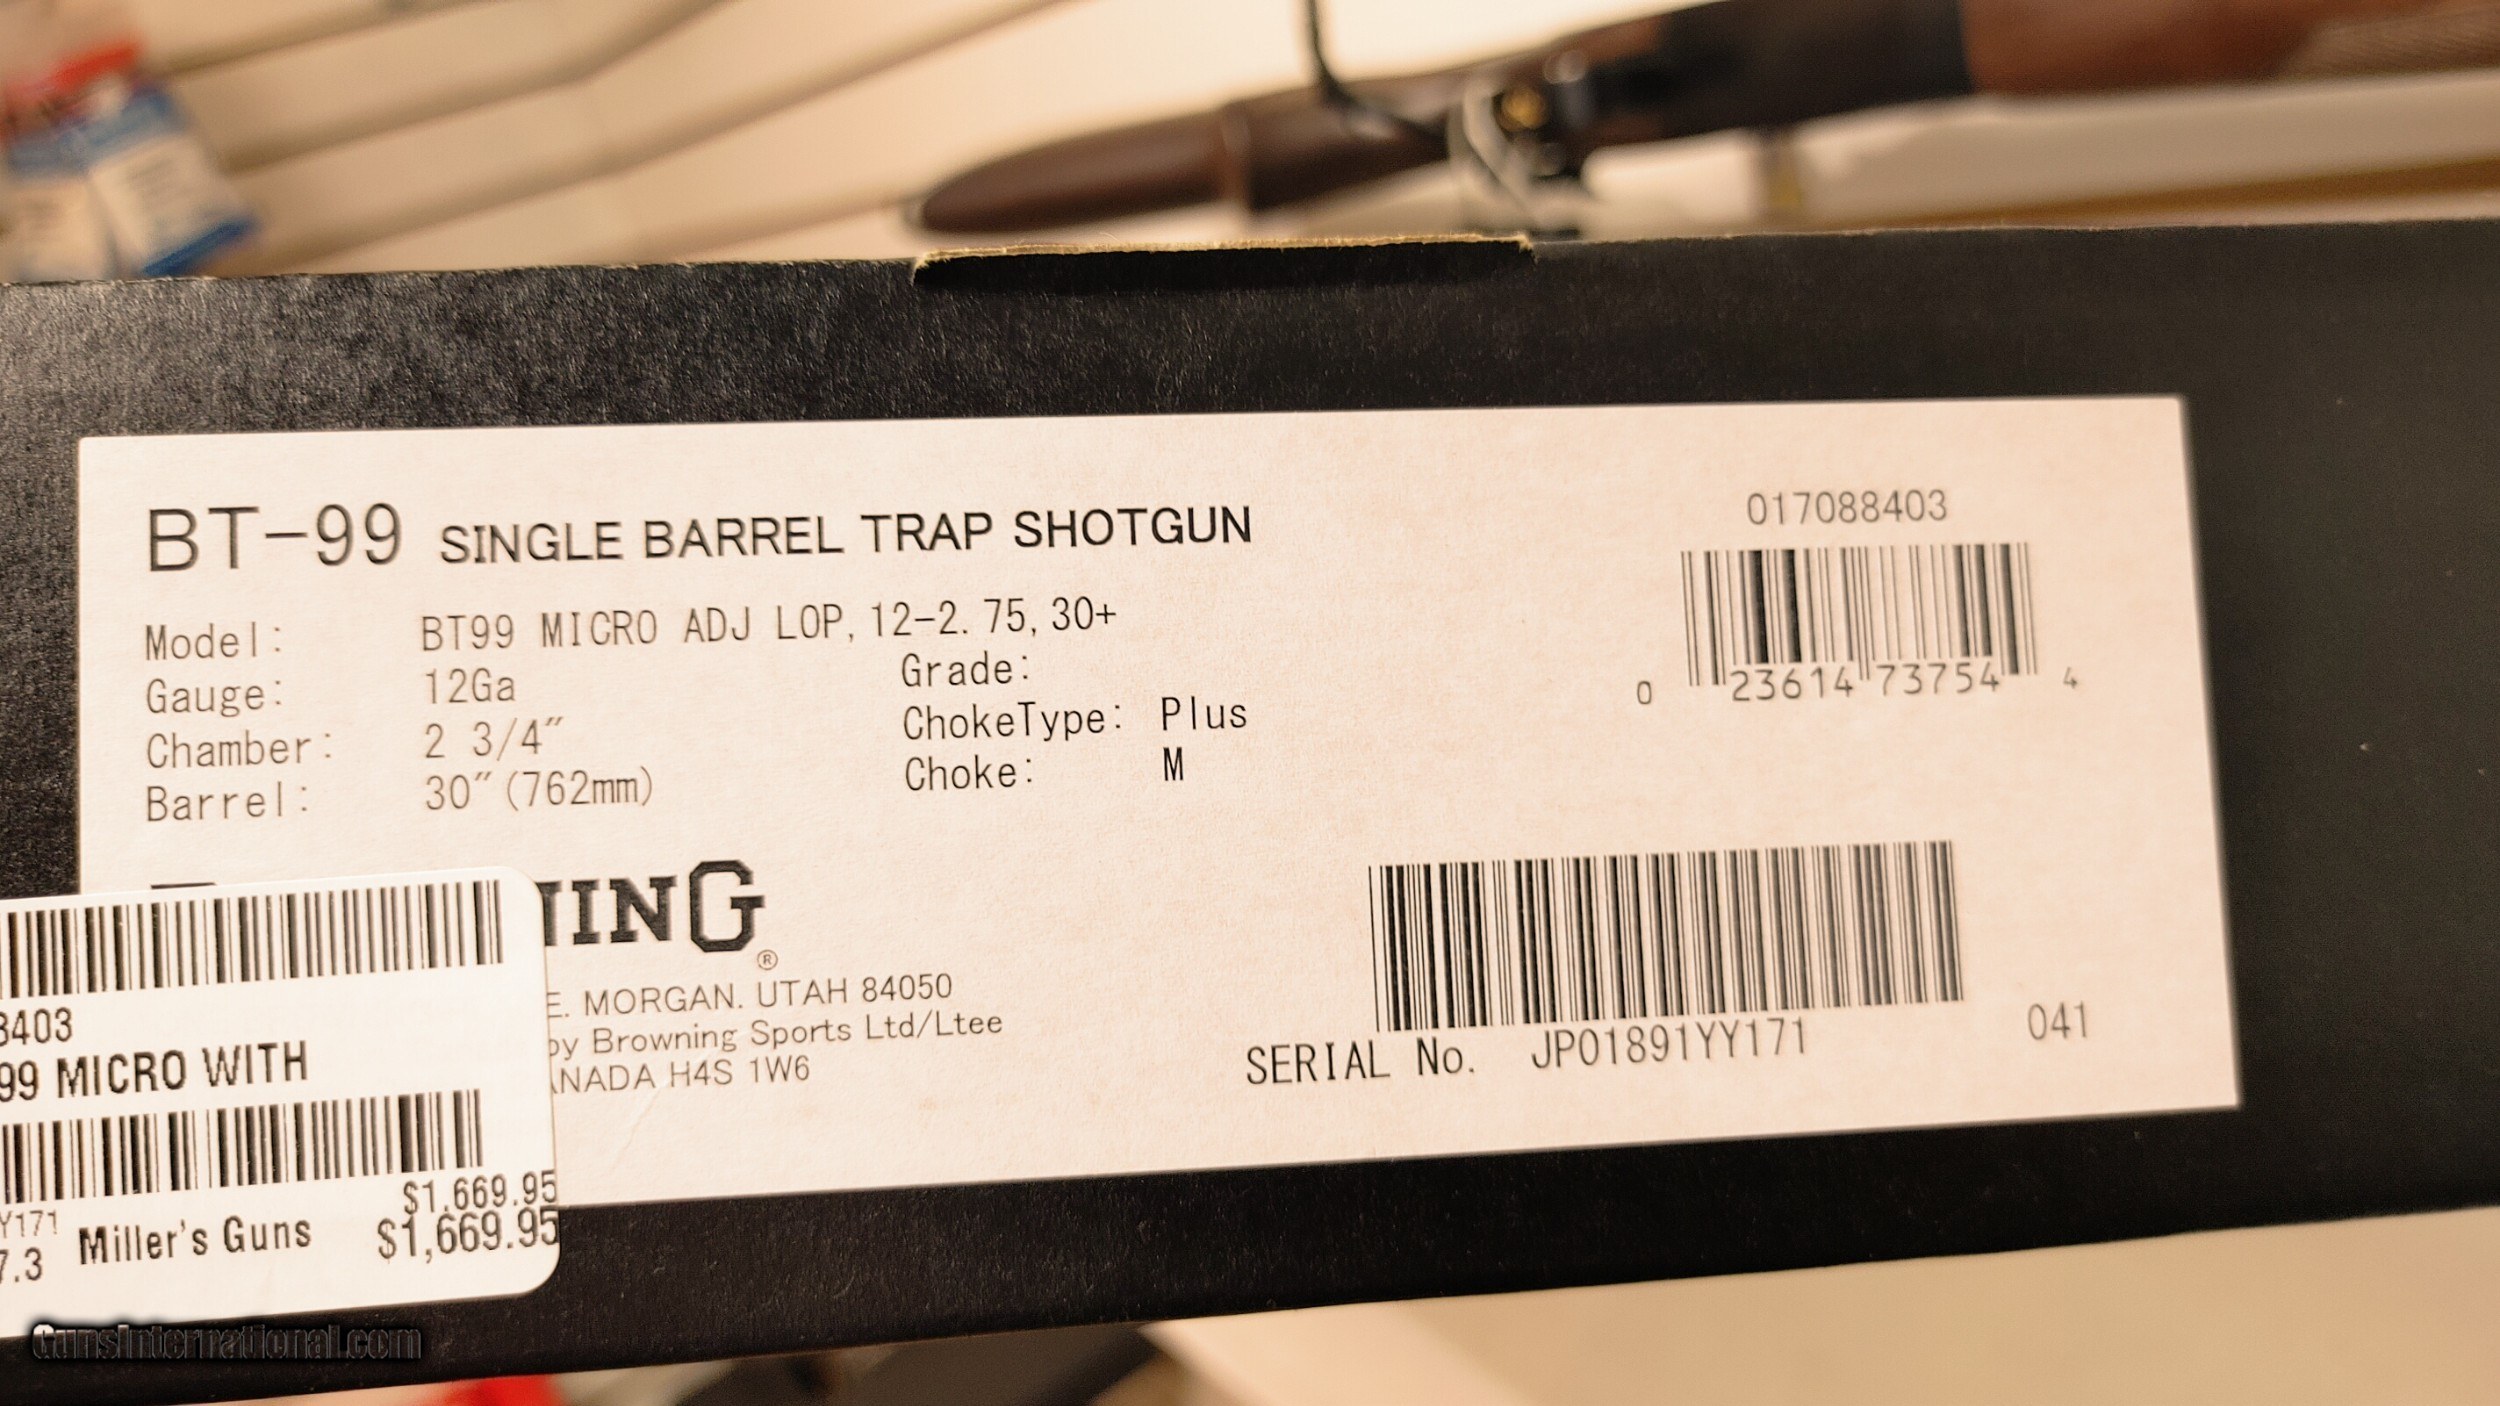 017088403
BT-99 SINGLE BARREL TRAP SHOTGUN
Model: BT99 MICRO ADJ LOP, 12-2. 75, 30+
Gauge: 12Ga Grade:
Chamber: 2 3/4" ChokeType: Plus
Barrel: 30"(762mm) Choke: M
0 23614 73754 4
NING®
E. MORGAN. UTAH 84050
by Browning Sports Ltd/Ltee
ANADA H4S 1W6
SERIAL No. JP01891YY171
041
8403
99 MICRO WITH
$1,669.95
Y171
7.3 Miller's Guns $1,669.95
GunsInternational.com